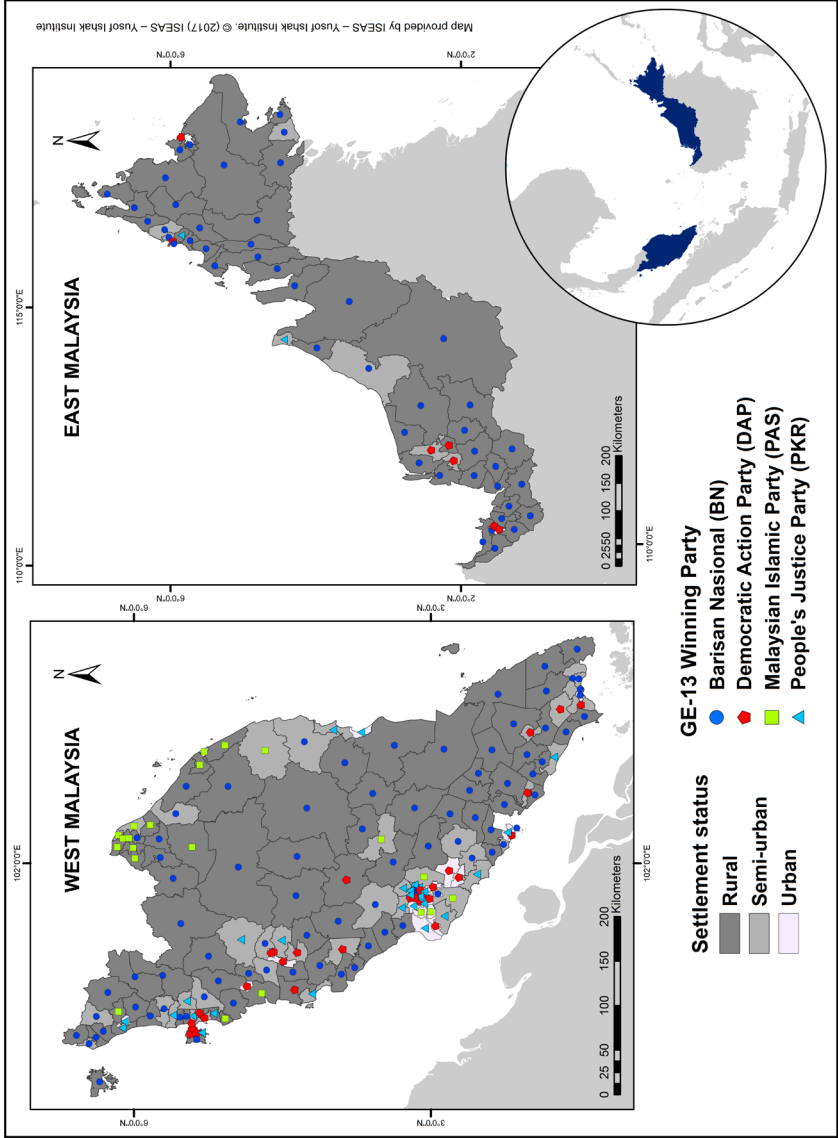 WEST MALAYSIA
N
102°0'0"E
6°0'0"N
6°0'0"N
3°0'0"N
3°0'0"N
102°0'0"E
0 25 50 100 150 200
Kilometers
EAST MALAYSIA
N
110°0'0"E
115°0'0"E
6°0'0"N
6°0'0"N
2°0'0"N
2°0'0"N
110°0'0"E
0 2550 100 150 200
Kilometers
Settlement status
Rural
Semi-urban
Urban
GE-13 Winning Party
Barisan Nasional (BN)
Democratic Action Party (DAP)
Malaysian Islamic Party (PAS)
People's Justice Party (PKR)
Map provided by ISEAS – Yusof Ishak Institute. © (2017) ISEAS – Yusof Ishak Institute